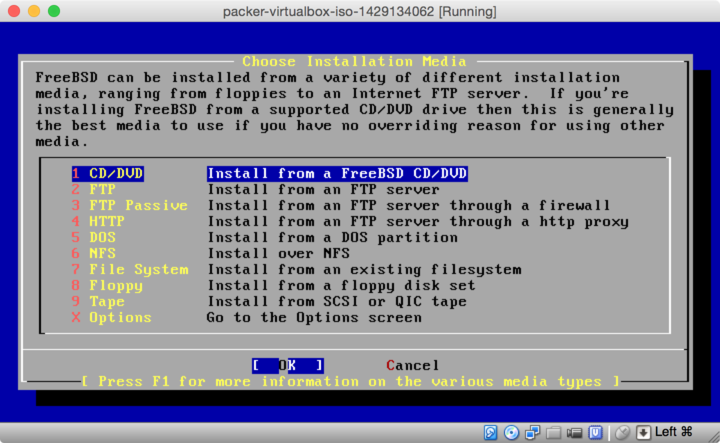 packer-virtualbox-iso-1429134062 [Running]
Choose Installation Media
FreeBSD can be installed from a variety of different installation
media, ranging from floppies to an Internet FTP server.  If you're
installing FreeBSD from a supported CD/DVD drive then this is generally
the best media to use if you have no overriding reason for using other
media.
1 CD/DVD Install from a FreeBSD CD/DVD
2 FTP Install from an FTP server
3 FTP Passive Install from an FTP server through a firewall
4 HTTP Install from an FTP server through a http proxy
5 DOS Install from a DOS partition
6 NFS Install over NFS
7 File System Install from an existing filesystem
8 Floppy Install from a floppy disk set
9 Tape Install from SCSI or QIC tape
X Options Go to the Options screen
[ OK ] Cancel
[ Press F1 for more information on the various media types ]
Left ⌘